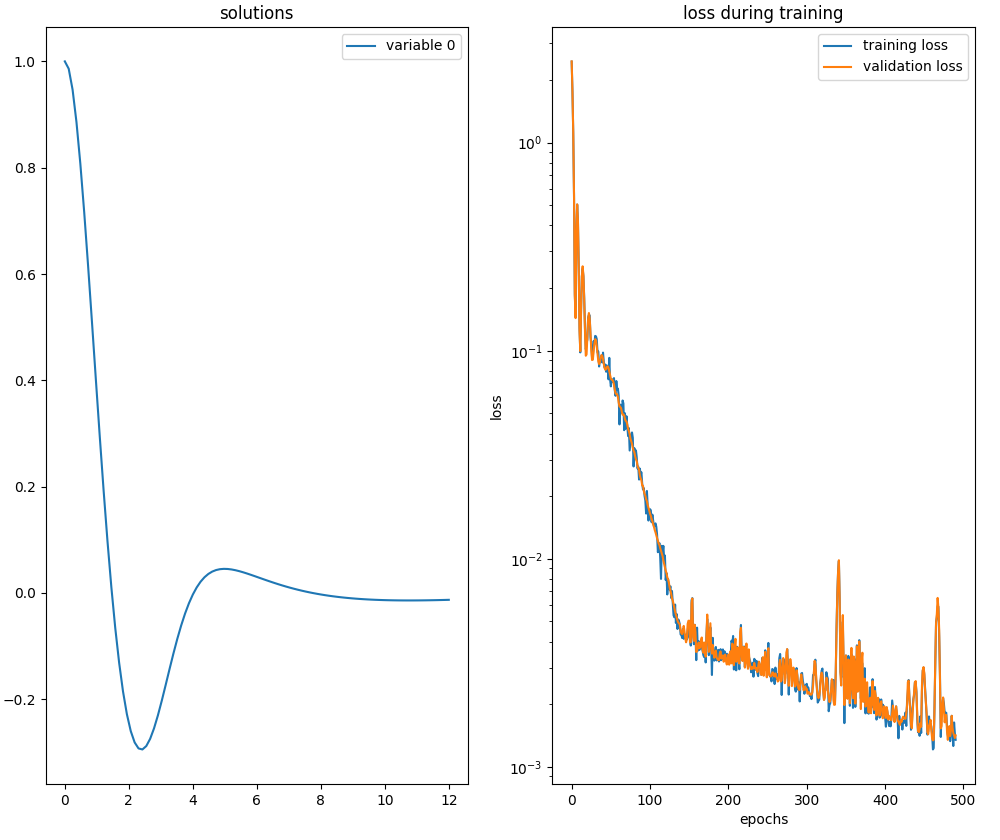 solutions
variable 0
1.0
0.8
0.6
0.4
0.2
0.0
−0.2
0 2 4 6 8 10 12
loss during training
training loss
validation loss
loss
10^0
10^-1
10^-2
10^-3
0 100 200 300 400 500
epochs